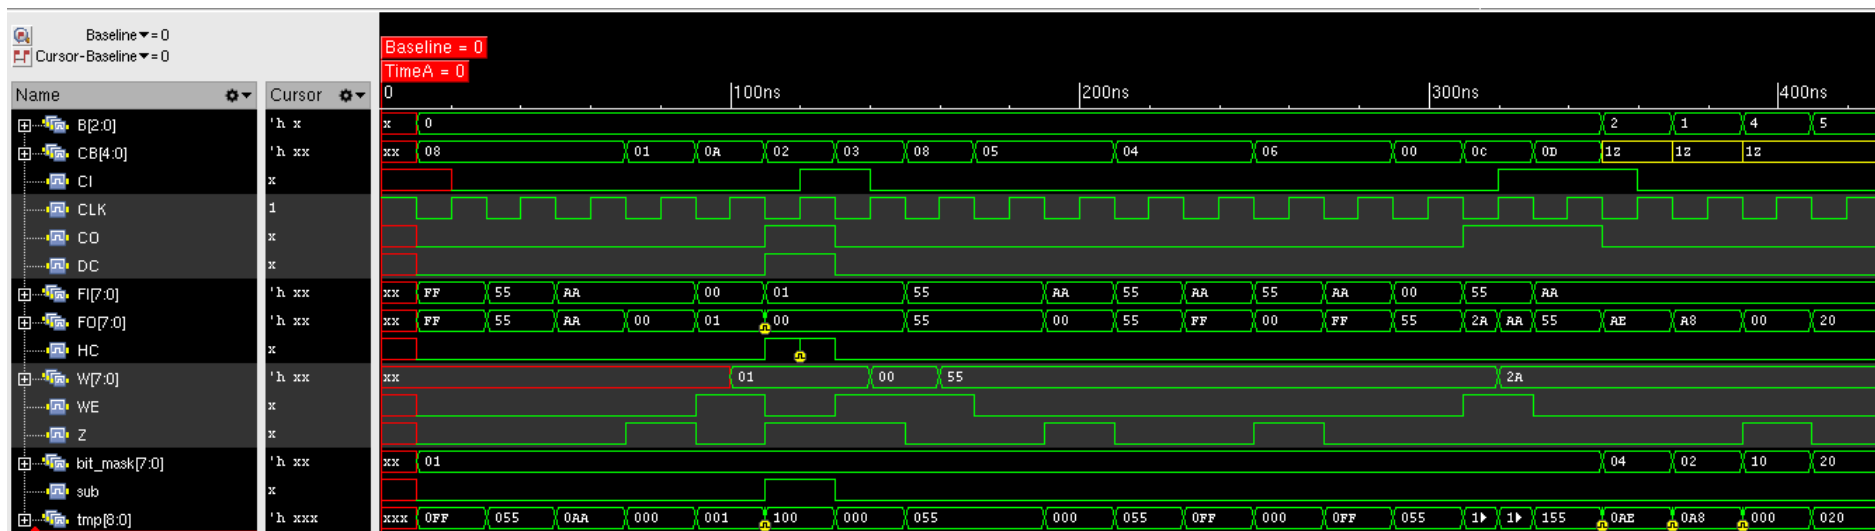 Baseline▼= 0
Cursor-Baseline▼= 0
Baseline = 0
TimeA = 0
Name Cursor 0 100ns 200ns 300ns 400ns
B[2:0] 'h x x 0 2 1 4 5
CB[4:0] 'h xx xx 08 01 0A 02 03 08 05 04 06 00 0C 0D 1Z 1Z 1Z
CI x
CLK 1
CO x
DC x
FI[7:0] 'h xx xx FF 55 AA 00 01 55 AA 55 AA 55 AA 00 55 AA
FO[7:0] 'h xx xx FF 55 AA 00 01 00 55 00 55 FF 00 FF 55 2A AA 55 AE A8 00 20
HC x
W[7:0] 'h xx xx 01 00 55 2A
WE x
Z x
bit_mask[7:0] 'h xx xx 01 04 02 10 20
sub x
tmp[8:0] 'h xxx xxx 0FF 055 0AA 000 001 100 000 055 000 055 0FF 000 0FF 055 1▶ 1▶ 155 0AE 0A8 000 020